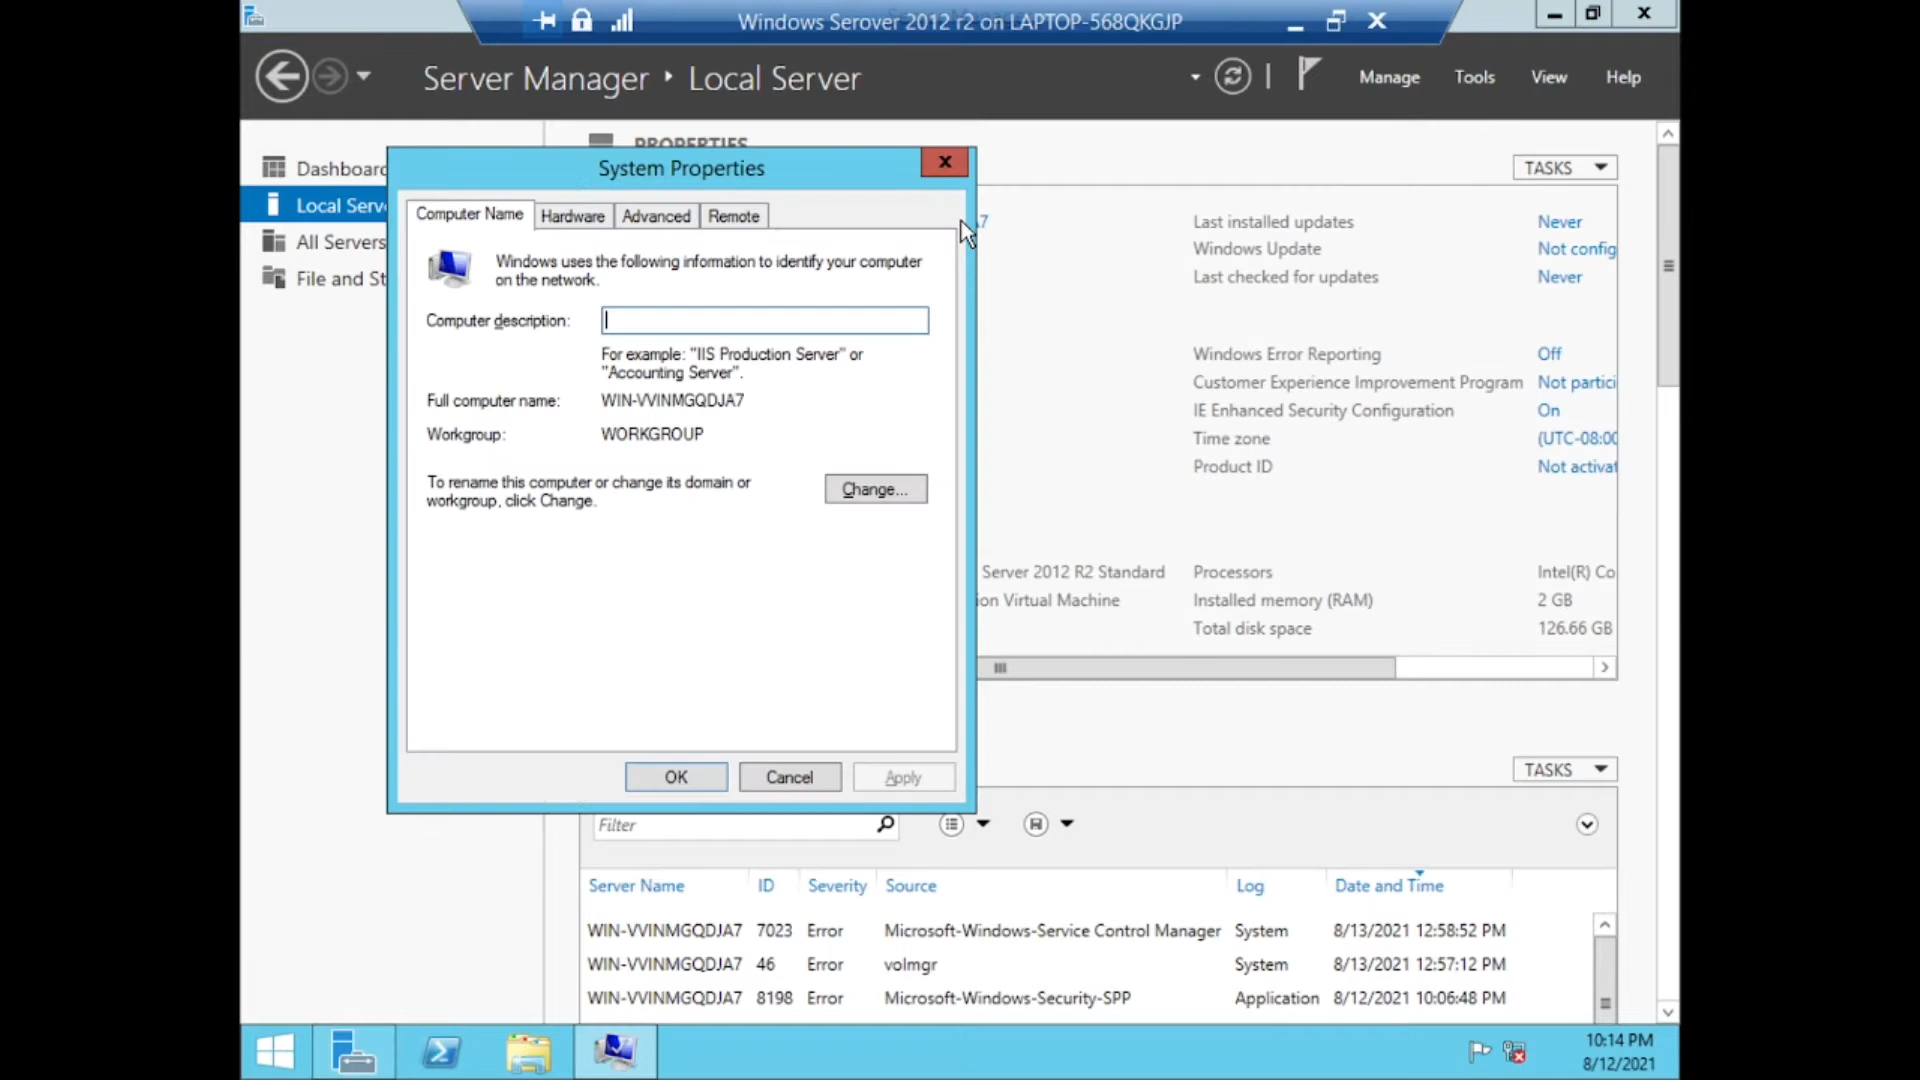 Windows Serover 2012 r2 on LAPTOP-568QKGJP
Server Manager ‣ Local Server
Manage Tools View Help
PROPERTIES
Dashboard
Local Serve
All Servers
File and St
TASKS
System Properties
Computer Name Hardware Advanced Remote
Windows uses the following information to identify your computer
on the network.
Computer description:
For example: "IIS Production Server" or
"Accounting Server".
Full computer name: WIN-VVINMGQDJA7
Workgroup: WORKGROUP
To rename this computer or change its domain or
workgroup, click Change.
Change...
OK Cancel Apply
A7
Last installed updates Never
Windows Update Not config
Last checked for updates Never
Windows Error Reporting Off
Customer Experience Improvement Program Not partici
IE Enhanced Security Configuration On
Time zone (UTC-08:00
Product ID Not activat
Server 2012 R2 Standard Processors Intel(R) Co
ion Virtual Machine Installed memory (RAM) 2 GB
Total disk space 126.66 GB
TASKS
Filter
Server Name ID Severity Source Log Date and Time
WIN-VVINMGQDJA7 7023 Error Microsoft-Windows-Service Control Manager System 8/13/2021 12:58:52 PM
WIN-VVINMGQDJA7 46 Error volmgr System 8/13/2021 12:57:12 PM
WIN-VVINMGQDJA7 8198 Error Microsoft-Windows-Security-SPP Application 8/12/2021 10:06:48 PM
10:14 PM
8/12/2021